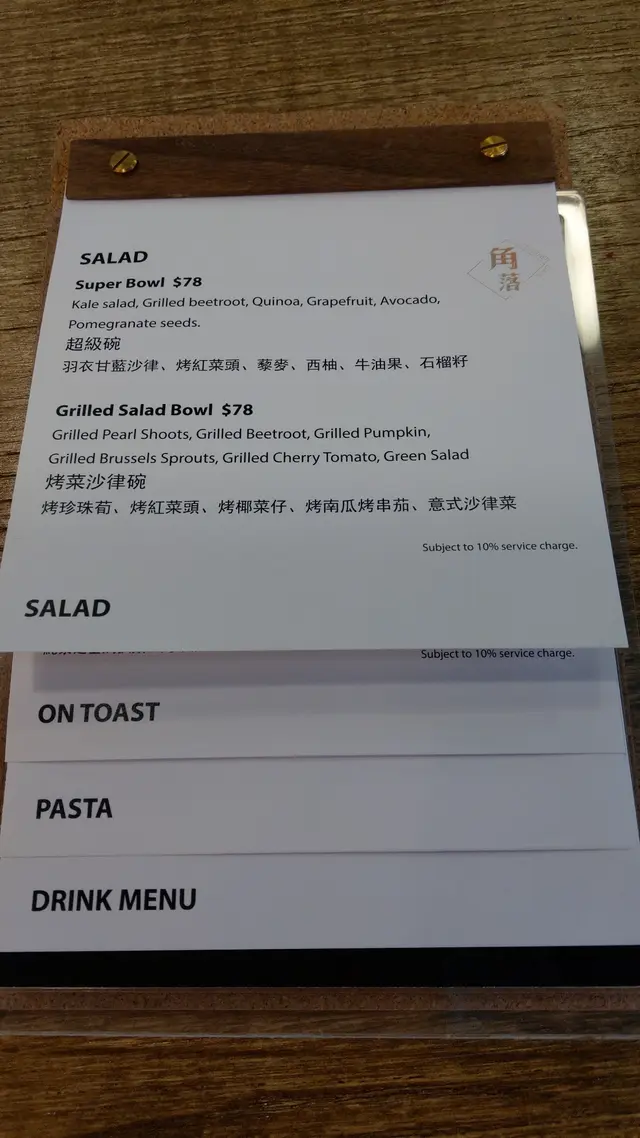 角
落
SALAD
Super Bowl $78
Kale salad, Grilled beetroot, Quinoa, Grapefruit, Avocado,
Pomegranate seeds.
超級碗
羽衣甘藍沙律、烤紅菜頭、藜麥、西柚、牛油果、石榴籽
Grilled Salad Bowl $78
Grilled Pearl Shoots, Grilled Beetroot, Grilled Pumpkin,
Grilled Brussels Sprouts, Grilled Cherry Tomato, Green Salad
烤菜沙律碗
烤珍珠荀、烤紅菜頭、烤椰菜仔、烤南瓜烤串茄、意式沙律菜
Subject to 10% service charge.
SALAD
Subject to 10% service charge.
ON TOAST
PASTA
DRINK MENU